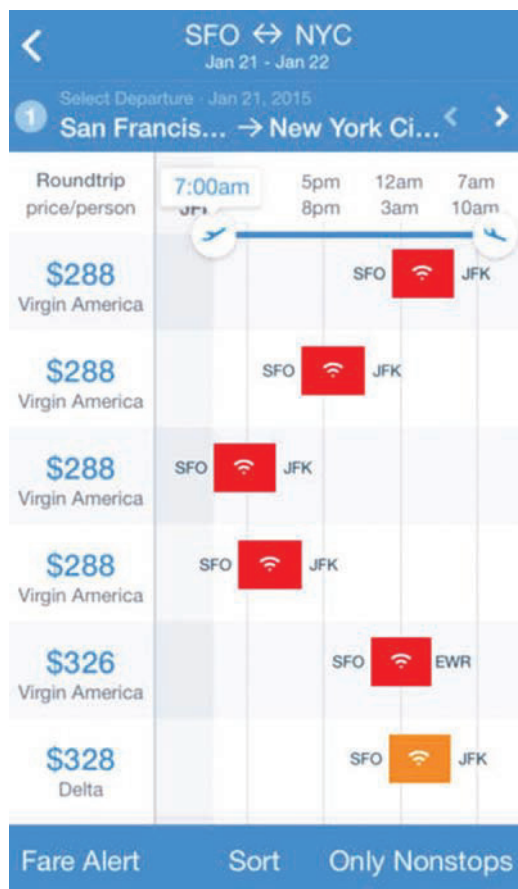 SFO ↔ NYC
Jan 21 - Jan 22
1
Select Departure · Jan 21, 2015
San Francis... → New York Ci...
Roundtrip
price/person
7:00am
5pm 12am 7am
JFK 8pm 3am 10am
$288
Virgin America
SFO JFK
$288
Virgin America
SFO JFK
$288
Virgin America
SFO JFK
$288
Virgin America
SFO JFK
$326
Virgin America
SFO EWR
$328
Delta
SFO JFK
Fare Alert Sort Only Nonstops